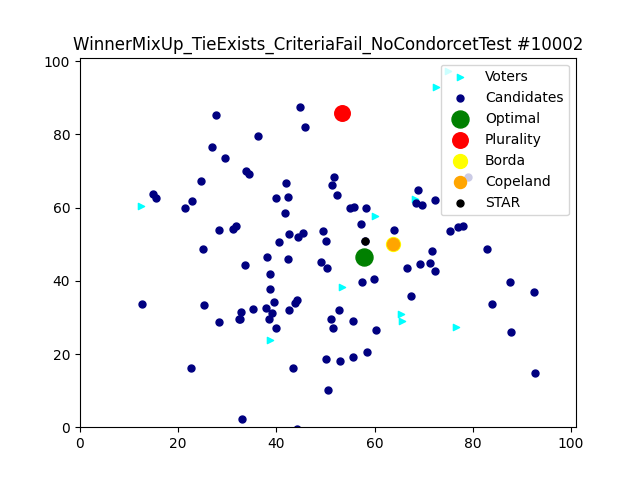 WinnerMixUp_TieExists_CriteriaFail_NoCondorcetTest #10002
100
80
60
40
20
0
0 20 40 60 80 100
Voters
Candidates
Optimal
Plurality
Borda
Copeland
STAR